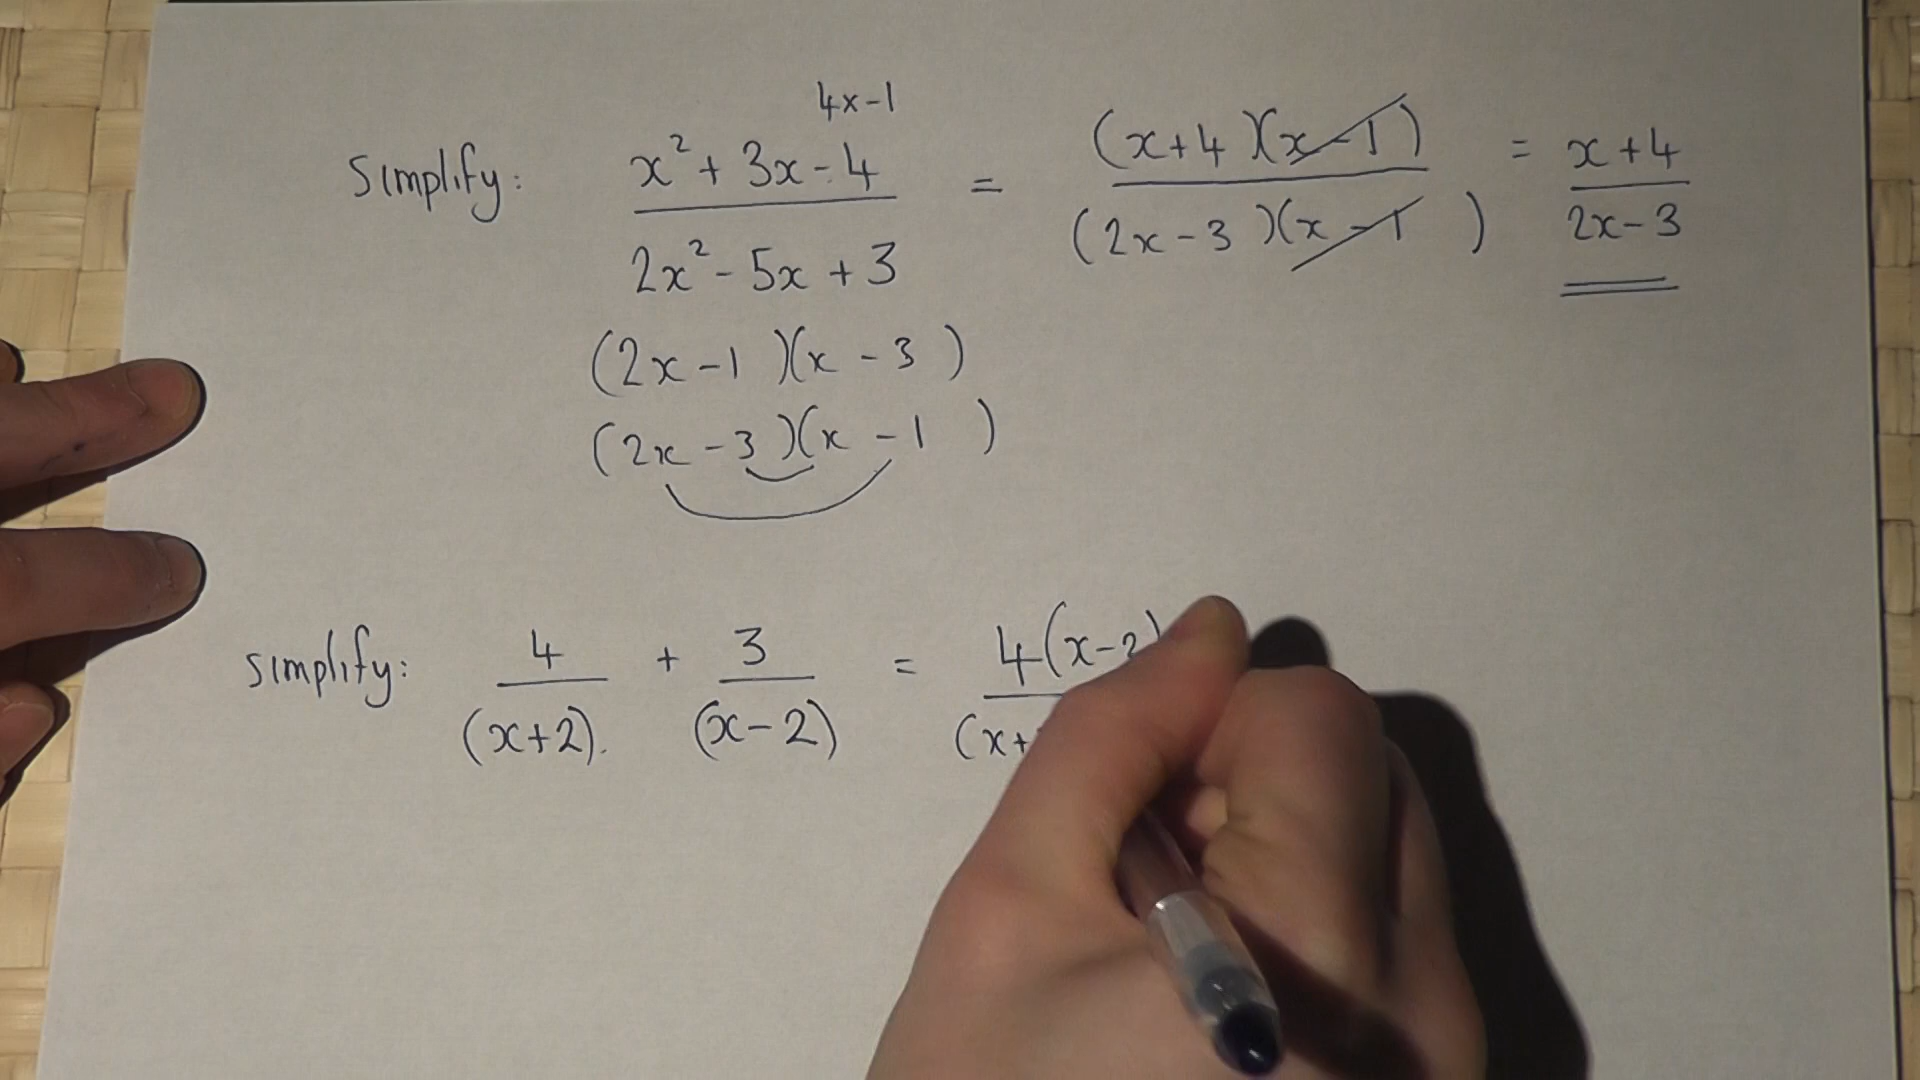 4x-1
Simplify: x²+3x-4 / 2x²-5x+3 = (x+4)(x-1) / (2x-3)(x-1) = x+4 / 2x-3
(2x-1)(x-3)
(2x-3)(x-1)
simplify: 4 / (x+2). + 3 / (x-2) = 4(x-2) / (x+